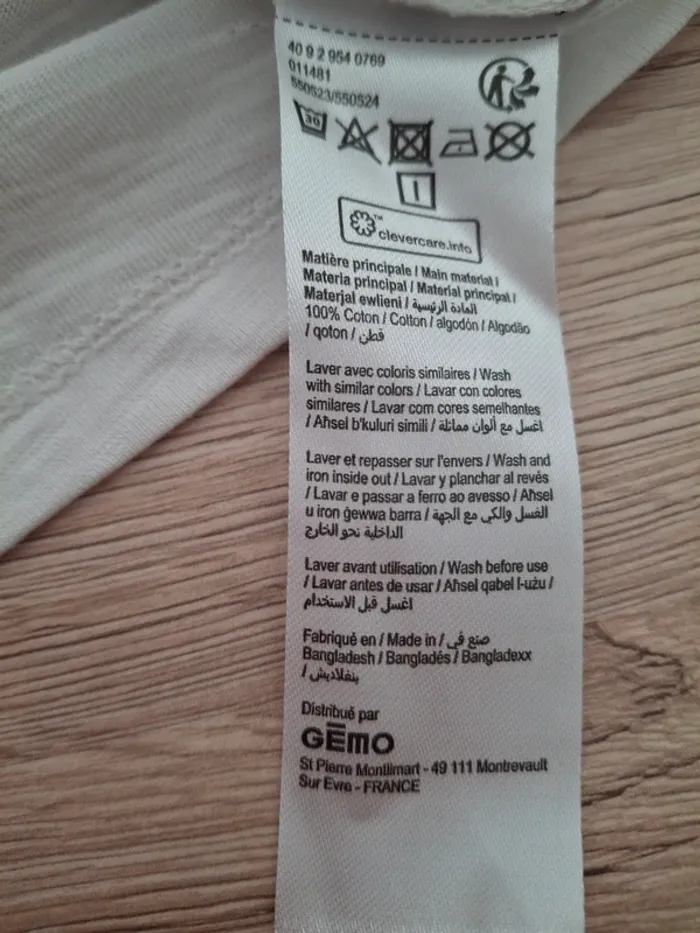 40 9 2 954 0769
011481
550523/550524
30
clevercare.info
Matière principale / Main material /
Materia principal / Material principal /
Materjal ewlieni / المادة الرئيسية
100% Coton / Cotton / algodón / Algodão
/ qoton / قطن
Laver avec coloris similaires / Wash
with similar colors / Lavar con colores
similares / Lavar com cores semelhantes
/ Aħsel b'kuluri simili / اغسل مع ألوان مماثلة
Laver et repasser sur l'envers / Wash and
iron inside out / Lavar y planchar al revés
/ Lavar e passar a ferro ao avesso / Aħsel
u iron ġewwa barra / الغسل والكي مع الجهة
الداخلية نحو الخارج
Laver avant utilisation / Wash before use
/ Lavar antes de usar / Aħsel qabel l-użu /
اغسل قبل الاستخدام
Fabriqué en / Made in / صنع في
Bangladesh / Bangladés / Bangladexx
/ بنغلاديش
Distribué par
GĒMO
St Pierre Montlimart - 49 111 Montrevault
Sur Evre - FRANCE